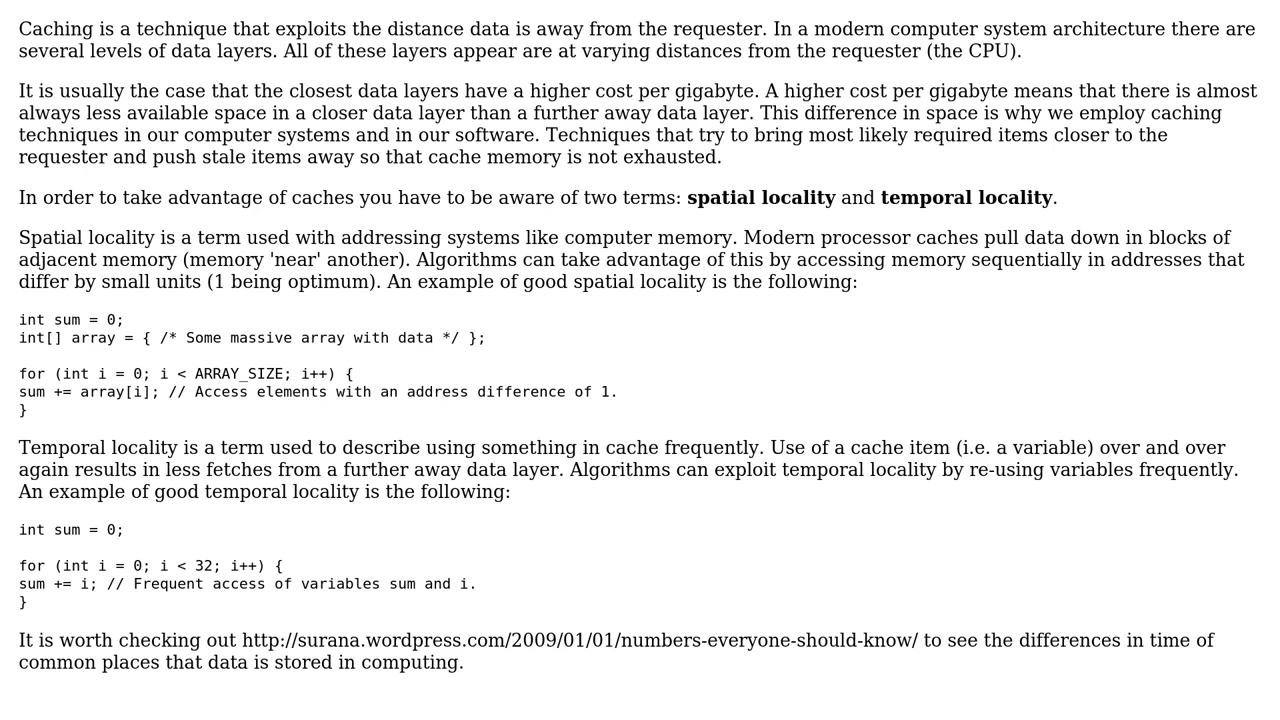 Caching is a technique that exploits the distance data is away from the requester. In a modern computer system architecture there are
several levels of data layers. All of these layers appear are at varying distances from the requester (the CPU).
It is usually the case that the closest data layers have a higher cost per gigabyte. A higher cost per gigabyte means that there is almost
always less available space in a closer data layer than a further away data layer. This difference in space is why we employ caching
techniques in our computer systems and in our software. Techniques that try to bring most likely required items closer to the
requester and push stale items away so that cache memory is not exhausted.
In order to take advantage of caches you have to be aware of two terms: spatial locality and temporal locality.
Spatial locality is a term used with addressing systems like computer memory. Modern processor caches pull data down in blocks of
adjacent memory (memory 'near' another). Algorithms can take advantage of this by accessing memory sequentially in addresses that
differ by small units (1 being optimum). An example of good spatial locality is the following:
int sum = 0;
int[] array = { /* Some massive array with data */ };
for (int i = 0; i < ARRAY_SIZE; i++) {
sum += array[i]; // Access elements with an address difference of 1.
}
Temporal locality is a term used to describe using something in cache frequently. Use of a cache item (i.e. a variable) over and over
again results in less fetches from a further away data layer. Algorithms can exploit temporal locality by re-using variables frequently.
An example of good temporal locality is the following:
int sum = 0;
for (int i = 0; i < 32; i++) {
sum += i; // Frequent access of variables sum and i.
}
It is worth checking out http://surana.wordpress.com/2009/01/01/numbers-everyone-should-know/ to see the differences in time of
common places that data is stored in computing.